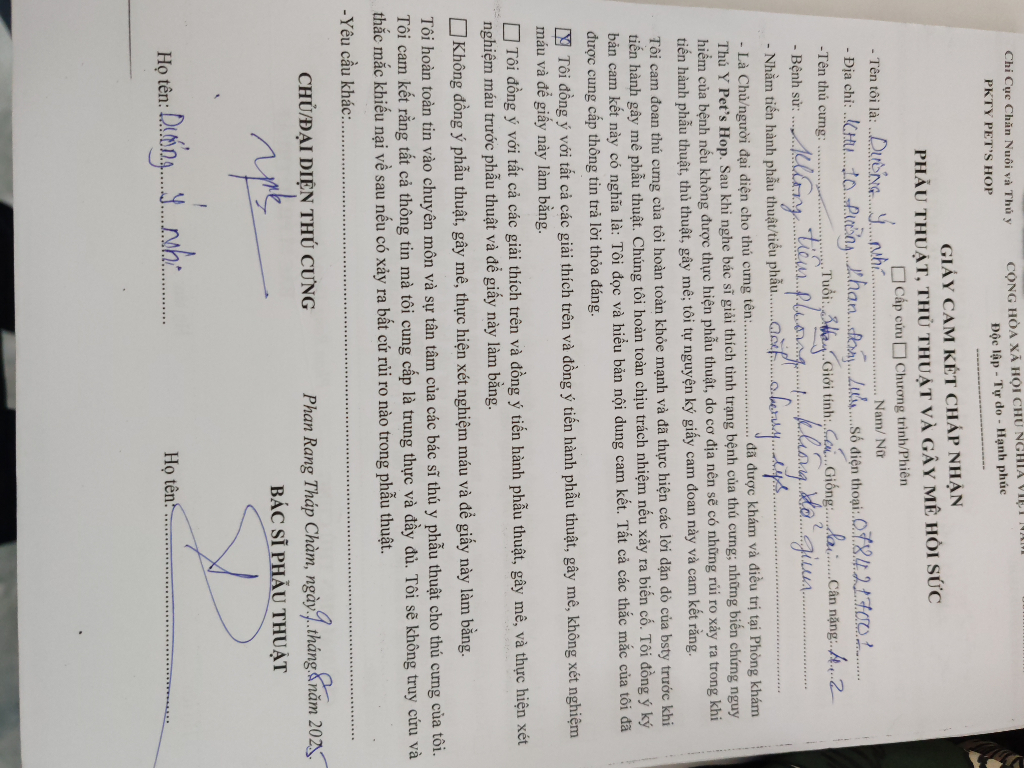 Chi Cục Chăn Nuôi và Thú y
PKTY PET'S HOP
CỘNG HÒA XÃ HỘI CHỦ NGHĨA VIỆT NAM
Độc lập - Tự do - Hạnh phúc
GIẤY CAM KẾT CHẤP NHẬN
PHẪU THUẬT, THỦ THUẬT VÀ GÂY MÊ HỒI SỨC
Cấp cứu Chương trình/Phiên
- Tên tôi là: Dương Ý Nhi Nam/ Nữ
- Địa chỉ: Khu 10 Số điện thoại: 0784217001
-Tên thú cưng: Tuổi: Giới tính: Cái Giống: Cân nặng: 4.2
- Bệnh sử: không tiêm phòng, không xổ giun
- Nhằm tiến hành phẫu thuật/tiểu phẫu
- Là Chủ/người đại diện cho thú cưng tên: đã được khám và điều trị tại Phòng khám
Thú Y Pet's Hop. Sau khi nghe bác sĩ giải thích tình trạng bệnh của thú cưng; những biến chứng nguy
hiểm của bệnh nếu không được thực hiện phẫu thuật, do cơ địa nên sẽ có những rủi ro xảy ra trong khi
tiến hành phẫu thuật, thủ thuật, gây mê; tôi tự nguyện ký giấy cam đoan này và cam kết rằng.
Tôi cam đoan thú cưng của tôi hoàn toàn khỏe mạnh và đã thực hiện các lời dặn dò của bsty trước khi
tiến hành gây mê phẫu thuật. Chúng tôi hoàn toàn chịu trách nhiệm nếu xảy ra biến cố. Tôi đồng ý ký
bản cam kết này có nghĩa là: Tôi đọc và hiểu bản nội dung cam kết. Tất cả các thắc mắc của tôi đã
được cung cấp thông tin trả lời thỏa đáng.
X Tôi đồng ý với tất cả các giải thích trên và đồng ý tiến hành phẫu thuật, gây mê, không xét nghiệm
máu và để giấy này làm bằng.
Tôi đồng ý với tất cả các giải thích trên và đồng ý tiến hành phẫu thuật, gây mê, và thực hiện xét
nghiệm máu trước phẫu thuật và để giấy này làm bằng.
Không đồng ý phẫu thuật, gây mê, thực hiện xét nghiệm máu và để giấy này làm bằng.
Tôi hoàn toàn tin vào chuyên môn và sự tân tâm của các bác sĩ thú y phẫu thuật cho thú cưng của tôi.
Tôi cam kết rằng tất cả thông tin mà tôi cung cấp là trung thực và đầy đủ. Tôi sẽ không truy cứu và
thắc mắc khiếu nại về sau nếu có xảy ra bất cứ rủi ro nào trong phẫu thuật.
-Yêu cầu khác:
Phan Rang Tháp Chàm, ngày 9 tháng 8 năm 2025
CHỦ/ĐẠI DIỆN THÚ CƯNG
BÁC SĨ PHẪU THUẬT
Họ tên: Dương Ý Nhi
Họ tên: